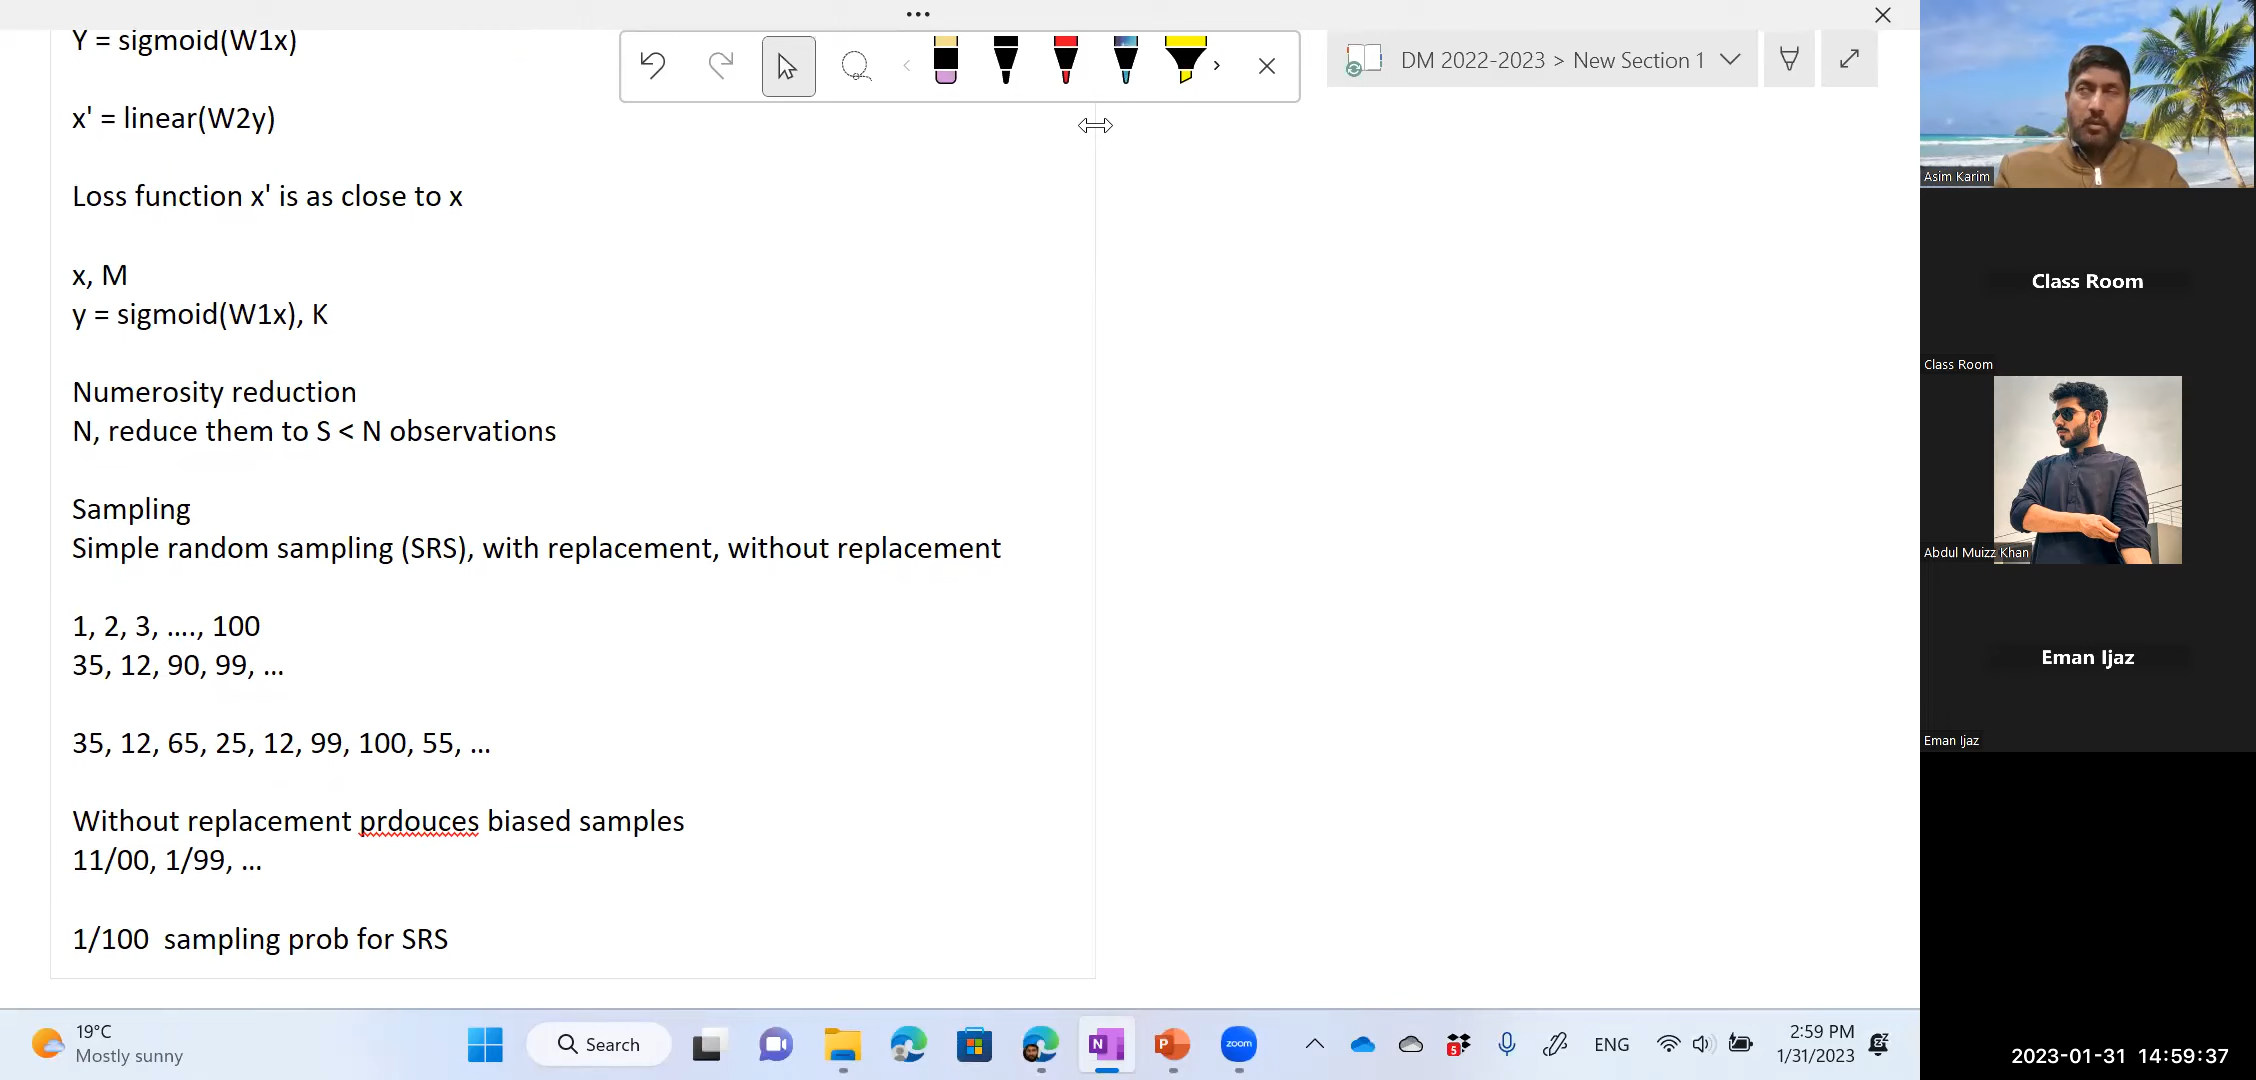 Y = sigmoid(W1x)
DM 2022-2023 > New Section 1
x' = linear(W2y)
Loss function x' is as close to x
x, M
y = sigmoid(W1x), K
Numerosity reduction
N, reduce them to S < N observations
Sampling
Simple random sampling (SRS), with replacement, without replacement
1, 2, 3, …., 100
35, 12, 90, 99, …
35, 12, 65, 25, 12, 99, 100, 55, …
Without replacement prdouces biased samples
11/00, 1/99, …
1/100  sampling prob for SRS
Asim Karim
Class Room
Class Room
Abdul Muizz Khan
Eman Ijaz
Eman Ijaz
19°C
Mostly sunny
Search
N
P
zoom
5
ENG
2:59 PM
1/31/2023
2023-01-31 14:59:37